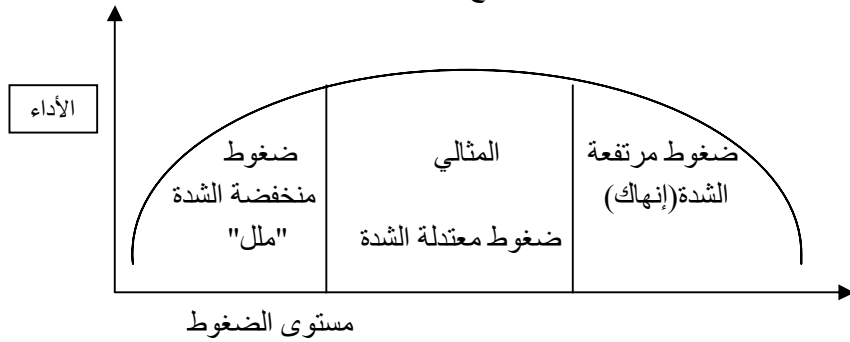 الأداء
ضغوط مرتفعة
الشدة(إنهاك)
المثالي
ضغوط معتدلة الشدة
ضغوط
منخفضة الشدة
"ملل"
مستوى الضغوط